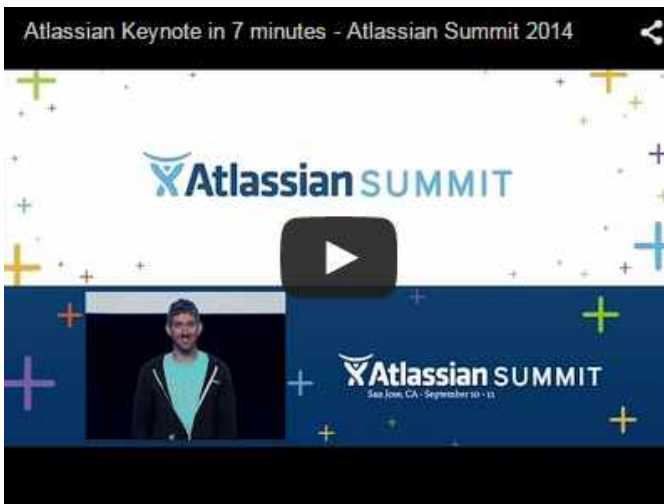 Atlassian Keynote in 7 minutes - Atlassian Summit 2014
Atlassian SUMMIT
Atlassian SUMMIT
San Jose, CA - September 10 - 11